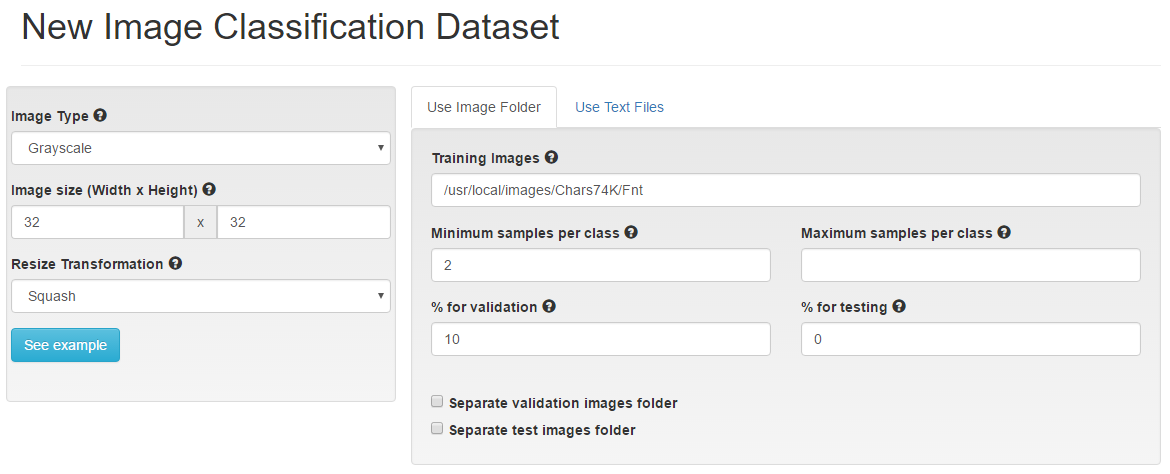 New Image Classification Dataset
Image Type
Grayscale
Image size (Width x Height)
32 x 32
Resize Transformation
Squash
See example
Use Image Folder Use Text Files
Training Images
/usr/local/images/Chars74K/Fnt
Minimum samples per class Maximum samples per class
2
% for validation % for testing
10 0
Separate validation images folder
Separate test images folder